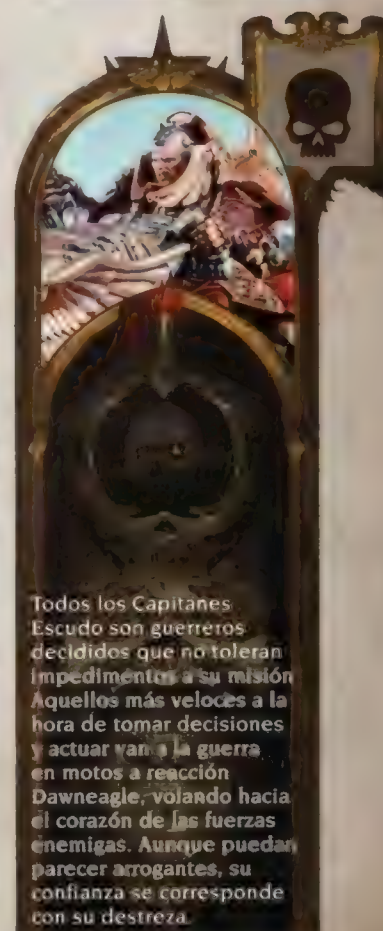 Todos los Capitanes
Escudo son guerreros
decididos que no toleran
impedimentos a su misión
Aquellos más veloces a la
hora de tomar decisiones
y actuar van a la guerra
en motos a reacción
Dawneagle, volando hacia
el corazón de las fuerzas
enemigas. Aunque puedan
parecer arrogantes, su
confianza se corresponde
con su destreza.